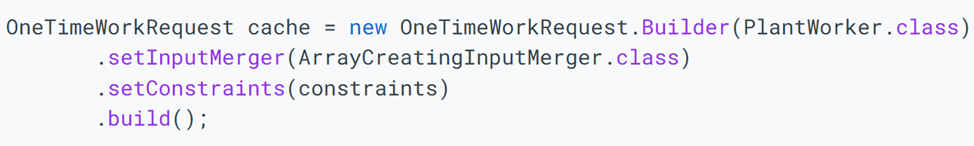 OneTimeWorkRequest cache = new OneTimeWorkRequest.Builder(PlantWorker.class)
.setInputMerger(ArrayCreatingInputMerger.class)
.setConstraints(constraints)
.build();